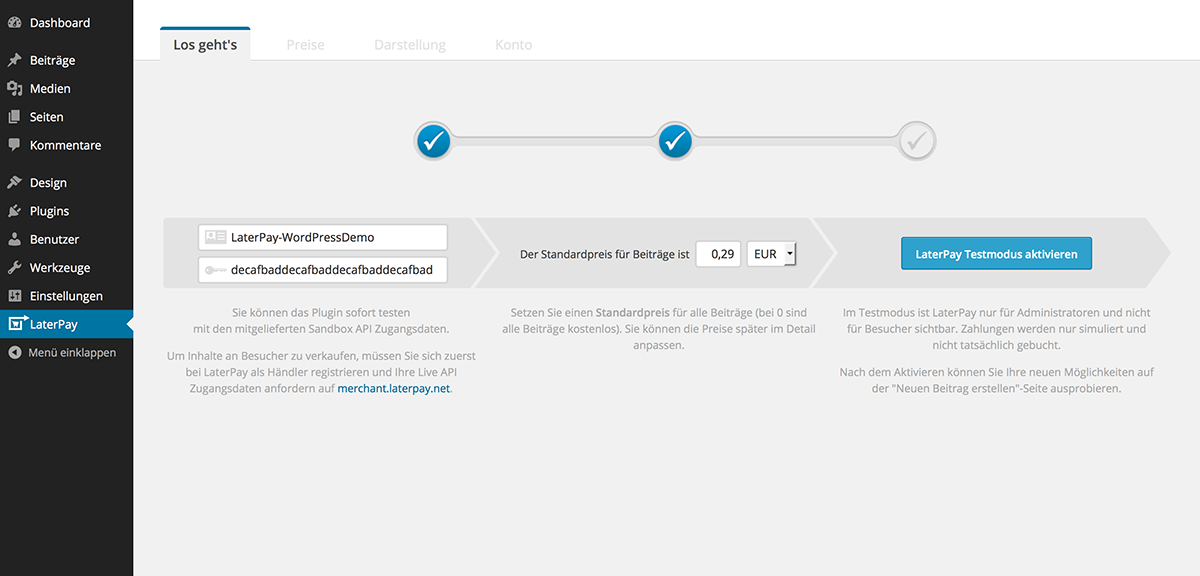 Dashboard
Beiträge
Medien
Seiten
Kommentare
Design
Plugins
Benutzer
Werkzeuge
Einstellungen
LaterPay
Menü einklappen
Los geht's
Preise
Darstellung
Konto
LaterPay-WordPressDemo
decafbaddecafbaddecafbaddecafbad
Sie können das Plugin sofort testen
mit den mitgelieferten Sandbox API Zugangsdaten.
Um Inhalte an Besucher zu verkaufen, müssen Sie sich zuerst
bei LaterPay als Händler registrieren und Ihre Live API
Zugangsdaten anfordern auf merchant.laterpay.net.
Der Standardpreis für Beiträge ist 0,29 EUR
Setzen Sie einen Standardpreis für alle Beiträge (bei 0 sind
alle Beiträge kostenlos). Sie können die Preise später im Detail
anpassen.
LaterPay Testmodus aktivieren
Im Testmodus ist LaterPay nur für Administratoren und nicht
für Besucher sichtbar. Zahlungen werden nur simuliert und
nicht tatsächlich gebucht.
Nach dem Aktivieren können Sie Ihre neuen Möglichkeiten auf
der "Neuen Beitrag erstellen"-Seite ausprobieren.